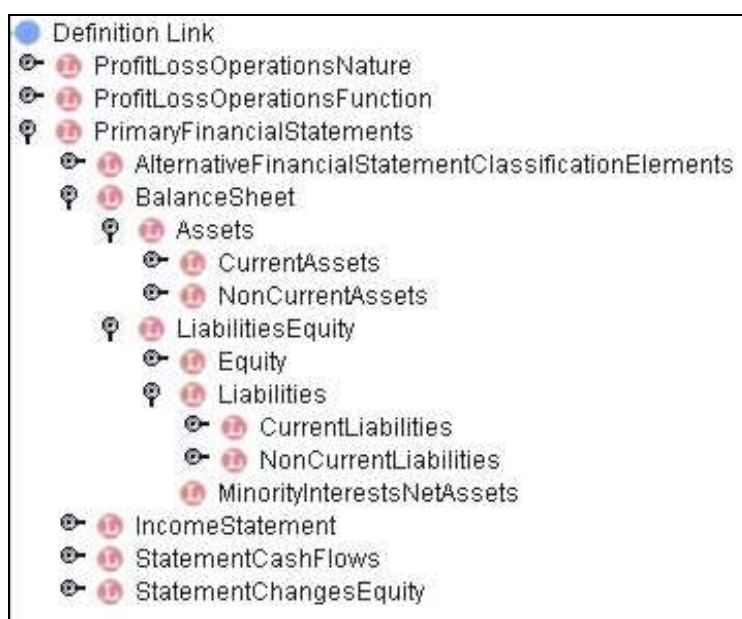 Definition Link
ProfitLossOperationsNature
ProfitLossOperationsFunction
PrimaryFinancialStatements
AlternativeFinancialStatementClassificationElements
BalanceSheet
Assets
CurrentAssets
NonCurrentAssets
LiabilitiesEquity
Equity
Liabilities
CurrentLiabilities
NonCurrentLiabilities
MinorityInterestsNetAssets
IncomeStatement
StatementCashFlows
StatementChangesEquity